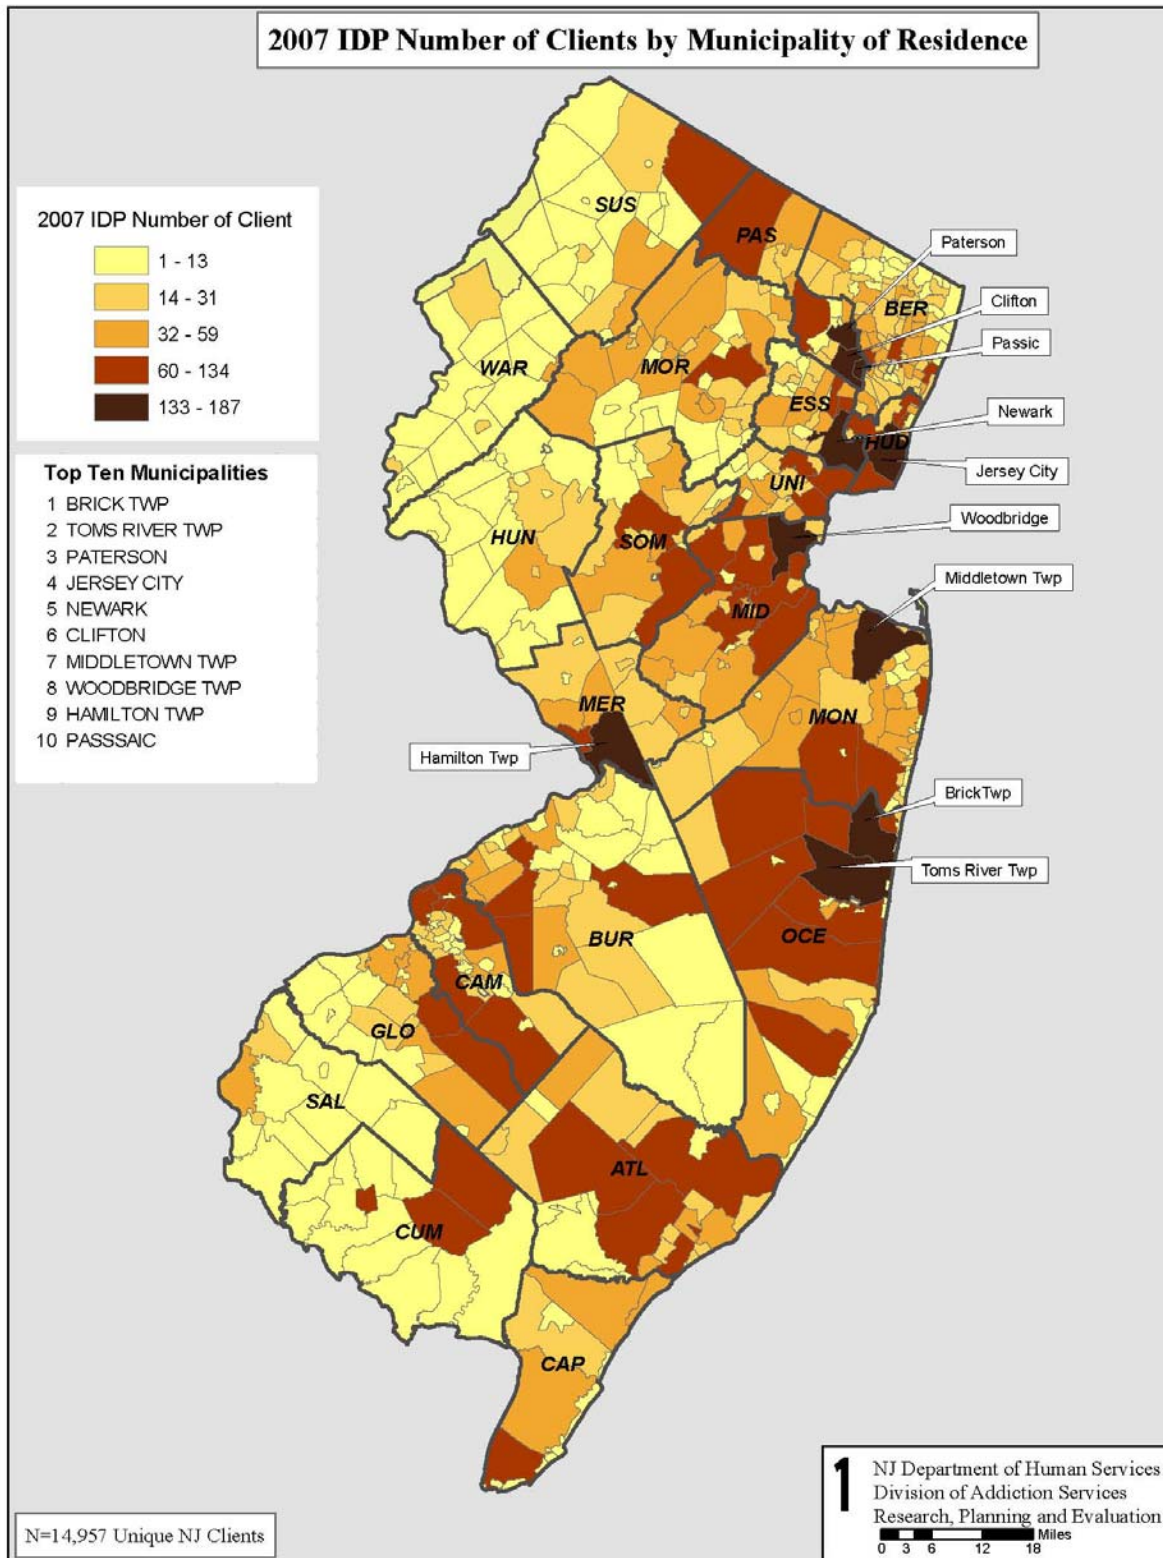 2007 IDP Number of Clients by Municipality of Residence
2007 IDP Number of Client
1 - 13
14 - 31
32 - 59
60 - 134
133 - 187
Top Ten Municipalities
1 BRICK TWP
2 TOMS RIVER TWP
3 PATERSON
4 JERSEY CITY
5 NEWARK
6 CLIFTON
7 MIDDLETOWN TWP
8 WOODBRIDGE TWP
9 HAMILTON TWP
10 PASSSAIC
SUS
PAS
BER
WAR
MOR
ESS
HUD
UNI
HUN
SOM
MID
MER
MON
OCE
BUR
CAM
GLO
SAL
ATL
CUM
CAP
Paterson
Clifton
Passic
Newark
Jersey City
Woodbridge
Middletown Twp
Hamilton Twp
BrickTwp
Toms River Twp
N=14,957 Unique NJ Clients
1
NJ Department of Human Services
Division of Addiction Services
Research, Planning and Evaluation
Miles
0 3 6 12 18